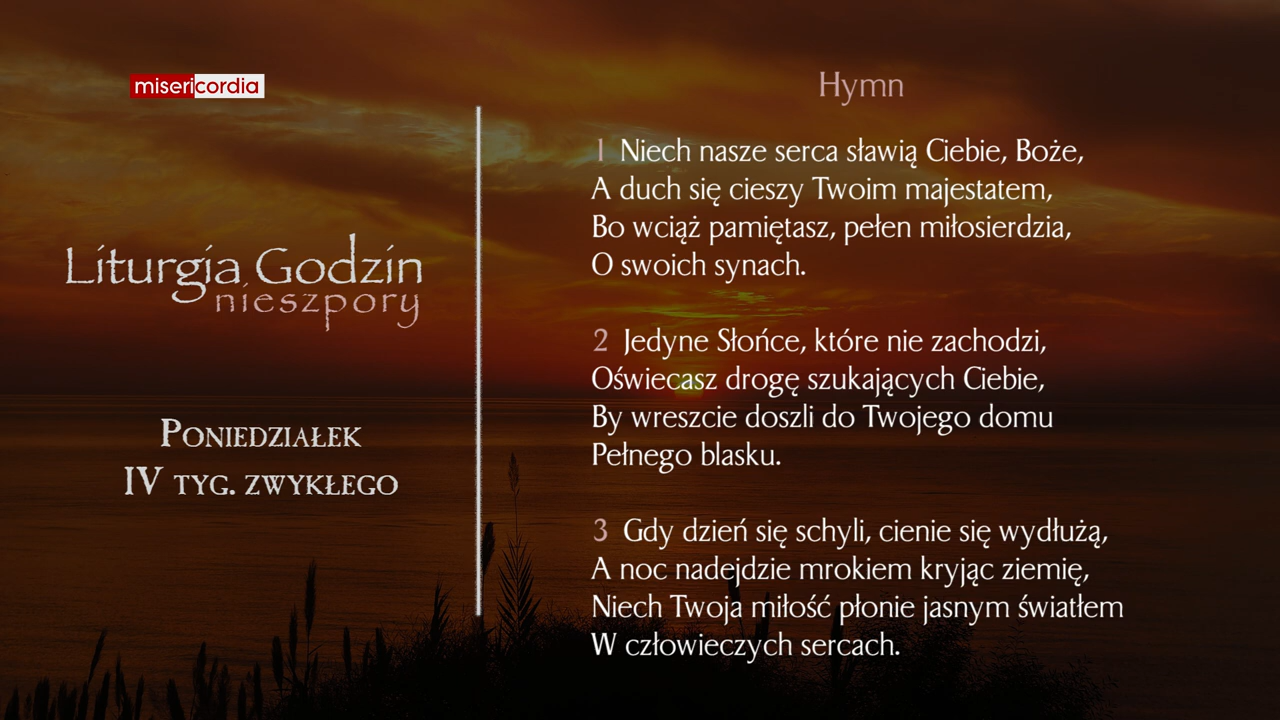 misericordia
Liturgia Godzin
nieszpory
Poniedziałek
IV tyg. zwykłego
Hymn
1 Niech nasze serca sławią Ciebie, Boże,
A duch się cieszy Twoim majestatem,
Bo wciąż pamiętasz, pełen miłosierdzia,
O swoich synach.
2 Jedyne Słońce, które nie zachodzi,
Oświecasz drogę szukających Ciebie,
By wreszcie doszli do Twojego domu
Pełnego blasku.
3 Gdy dzień się schyli, cienie się wydłużą,
A noc nadejdzie mrokiem kryjąc ziemię,
Niech Twoja miłość płonie jasnym światłem
W człowieczych sercach.